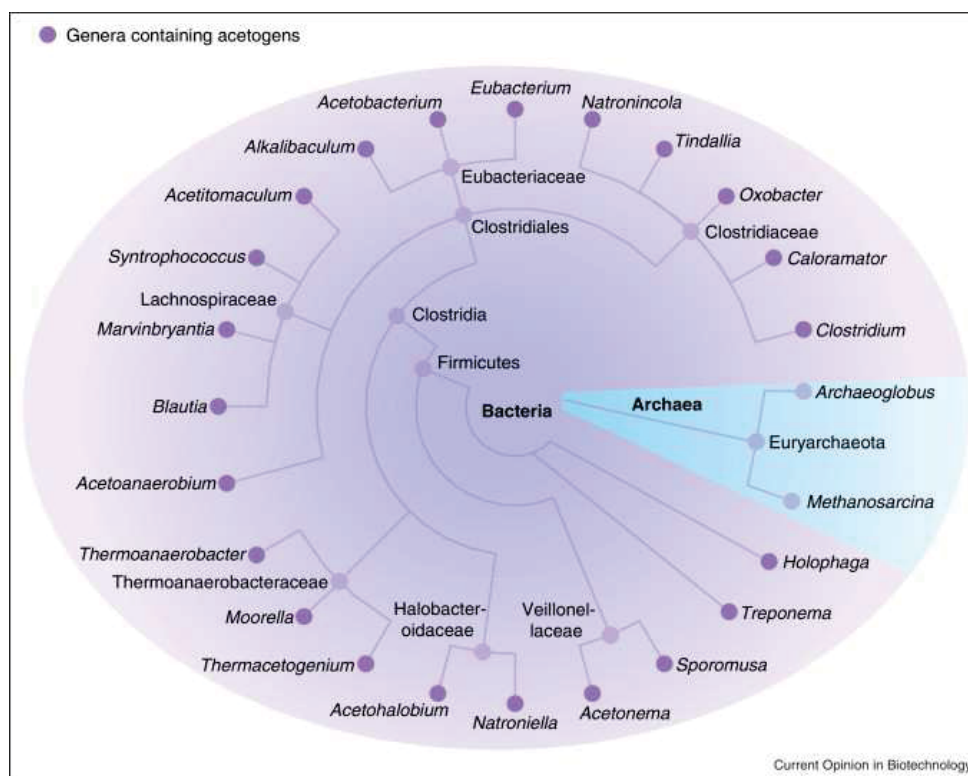 Genera containing acetogens
Eubacterium
Acetobacterium
Natronincola
Alkalibaculum
Tindallia
Eubacteriaceae
Acetitomaculum
Oxobacter
Clostridiales
Clostridiaceae
Syntrophococcus
Caloramator
Lachnospiraceae
Clostridia
Marvinbryantia
Clostridium
Firmicutes
Archaeoglobus
Blautia
Bacteria
Archaea
Euryarchaeota
Acetoanaerobium
Methanosarcina
Thermoanaerobacter
Holophaga
Thermoanaerobacteraceae
Halobacter-
oidaceae
Veillonel-
laceae
Treponema
Moorella
Thermacetogenium
Sporomusa
Acetohalobium
Natroniella
Acetonema
Current Opinion in Biotechnology